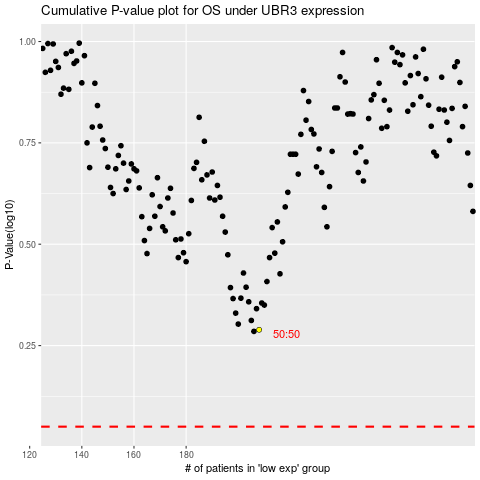 Cumulative P-value plot for OS under UBR3 expression
P-Value(log10)
1.00
0.75
0.50
0.25
50:50
120 140 160 180
# of patients in 'low exp' group